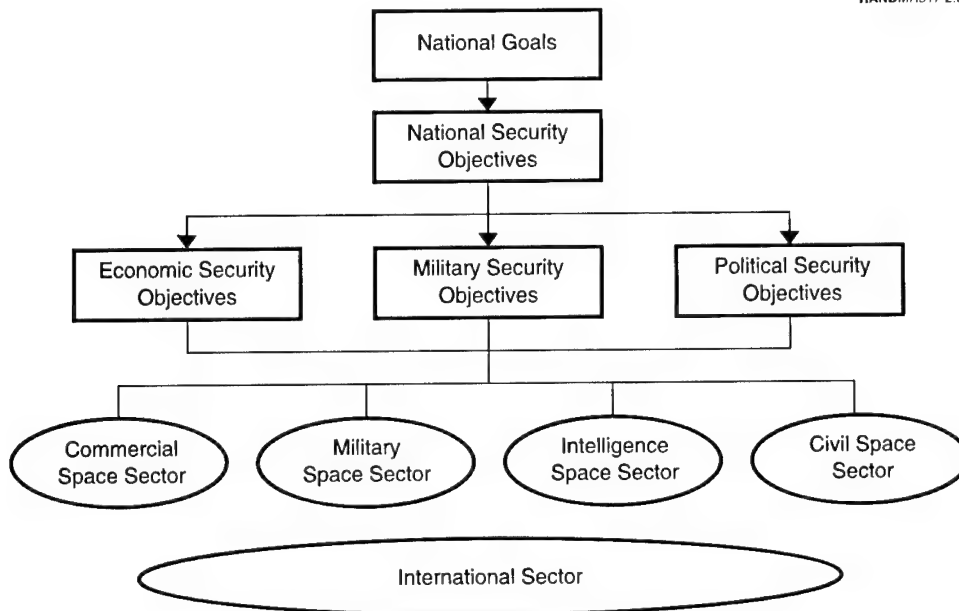 National Goals
National Security
Objectives
Economic Security
Objectives
Military Security
Objectives
Political Security
Objectives
Commercial
Space Sector
Military
Space Sector
Intelligence
Space Sector
Civil Space
Sector
International Sector